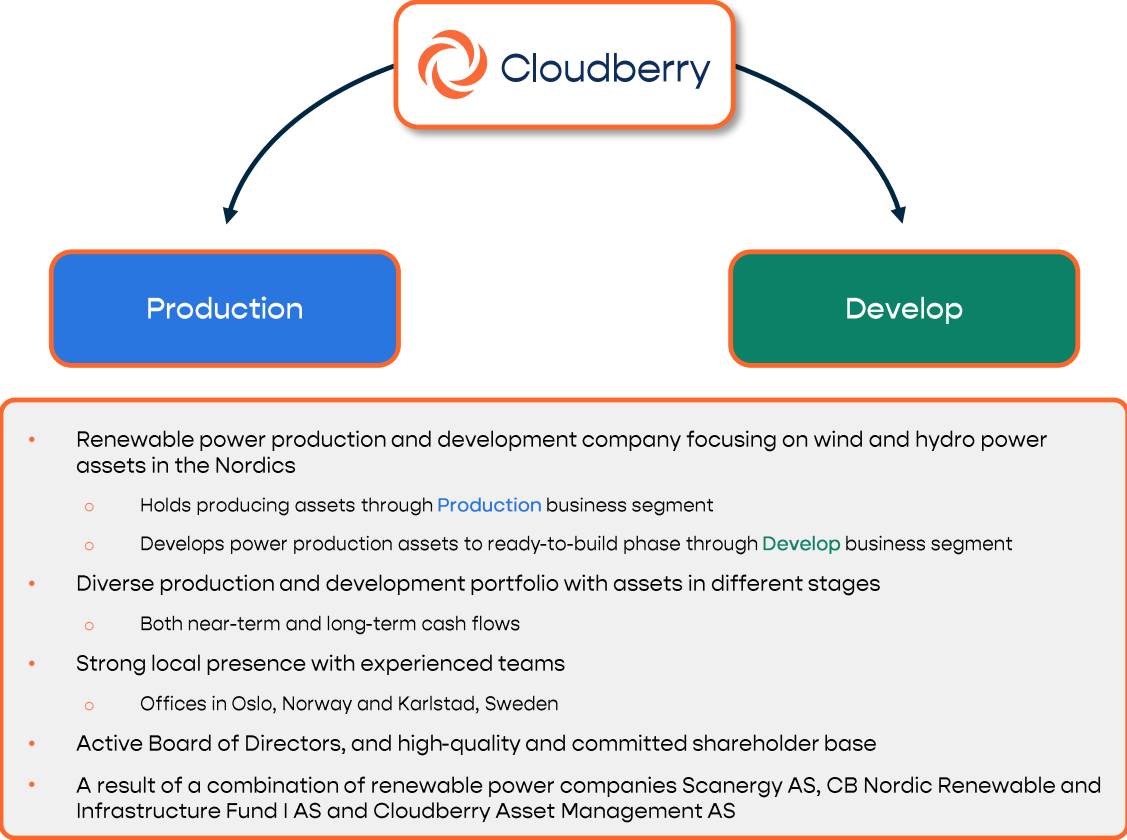 Cloudberry
Production
Develop
• Renewable power production and development company focusing on wind and hydro power
assets in the Nordics
○ Holds producing assets through Production business segment
○ Develops power production assets to ready-to-build phase through Develop business segment
• Diverse production and development portfolio with assets in different stages
○ Both near-term and long-term cash flows
• Strong local presence with experienced teams
○ Offices in Oslo, Norway and Karlstad, Sweden
• Active Board of Directors, and high-quality and committed shareholder base
• A result of a combination of renewable power companies Scanergy AS, CB Nordic Renewable and
Infrastructure Fund I AS and Cloudberry Asset Management AS